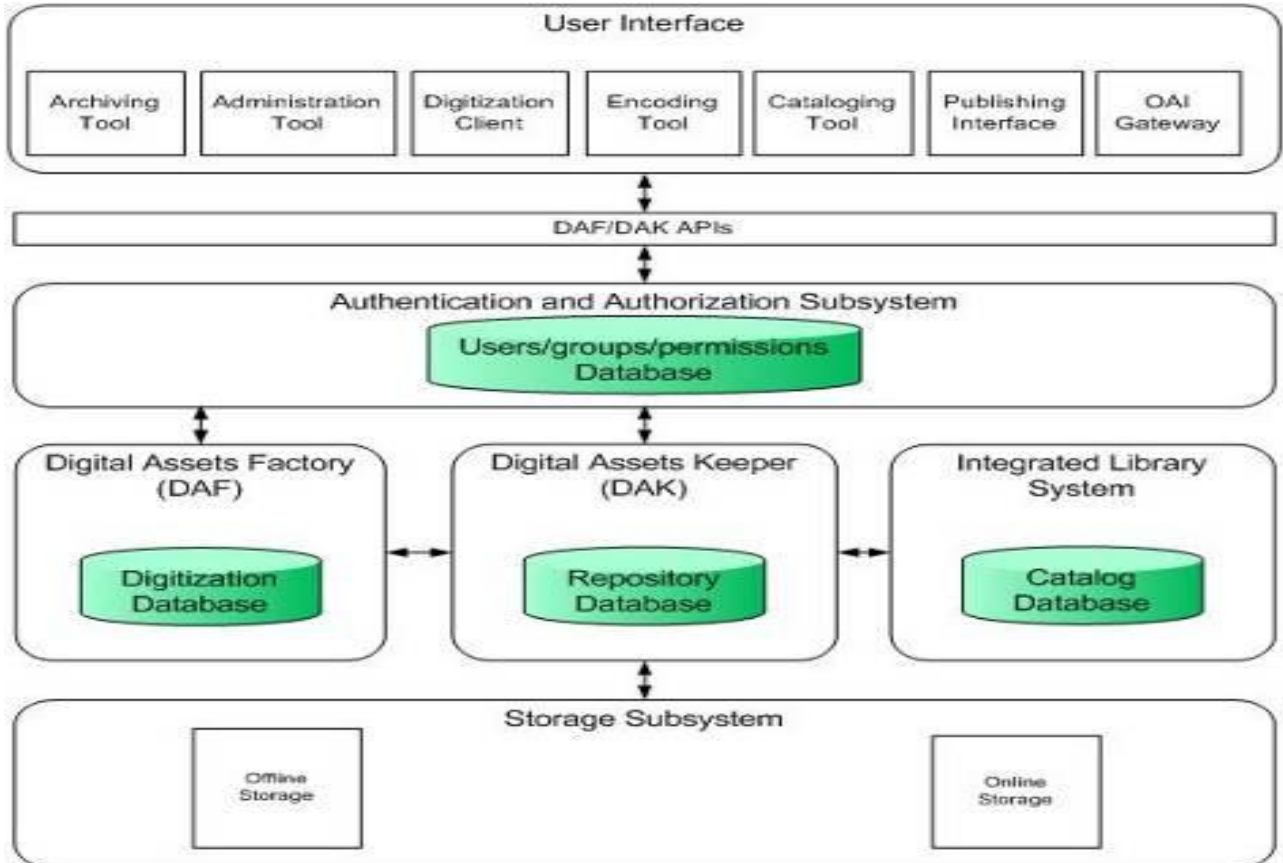 User Interface
Archiving
Tool
Administration
Tool
Digitization
Client
Encoding
Tool
Cataloging
Tool
Publishing
Interface
OAI
Gateway
DAF/DAK APIs
Authentication and Authorization Subsystem
Users/groups/permissions
Database
Digital Assets Factory
(DAF)
Digitization
Database
Digital Assets Keeper
(DAK)
Repository
Database
Integrated Library
System
Catalog
Database
Storage Subsystem
Offline
Storage
Online
Storage